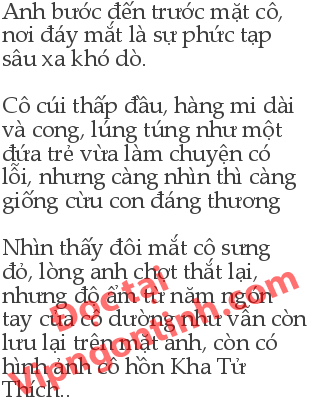 Anh bước đến trước mặt cô,
nơi đáy mắt là sự phức tạp
sâu xa khó dò.
Cô cúi thấp đầu, hàng mi dài
và cong, lúng túng như một
đứa trẻ vừa làm chuyện có
lỗi, nhưng càng nhìn thì càng
giống cừu con đáng thương
Nhìn thấy đôi mắt cô sưng
đỏ, lòng anh chợt thắt lại,
nhưng độ ẩm từ năm ngón
tay của cô dường như vẫn còn
lưu lại trên mặt anh, còn có
hình ảnh cô hôn Kha Tử
Thích..
Đọc tại
Vipngontinh.com